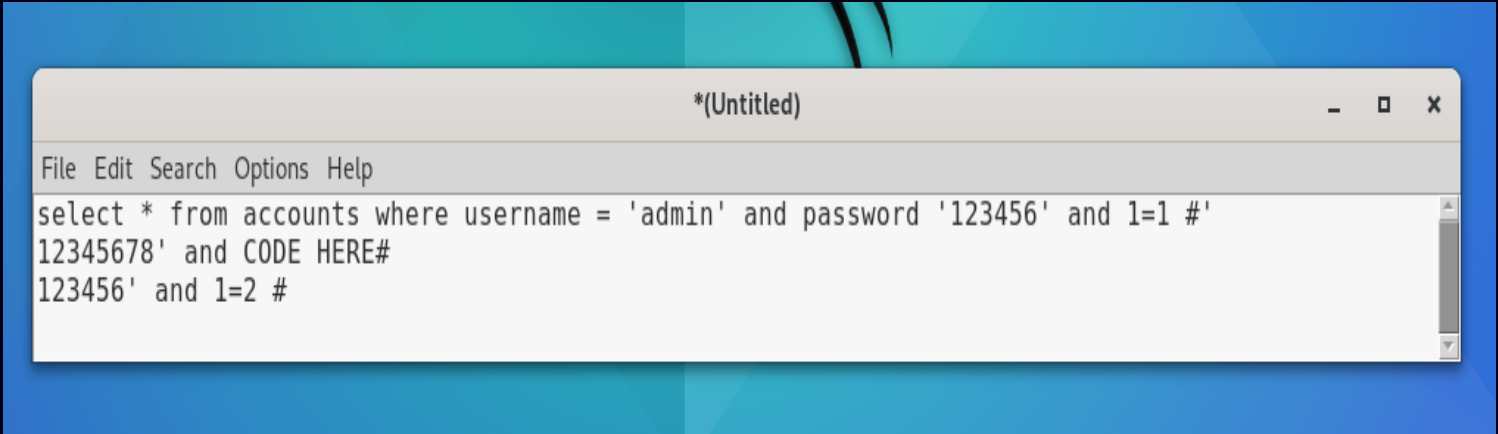 *(Untitled)
File Edit Search Options Help
select * from accounts where username = 'admin' and password '123456' and 1=1 #'
12345678' and CODE HERE#
123456' and 1=2 #